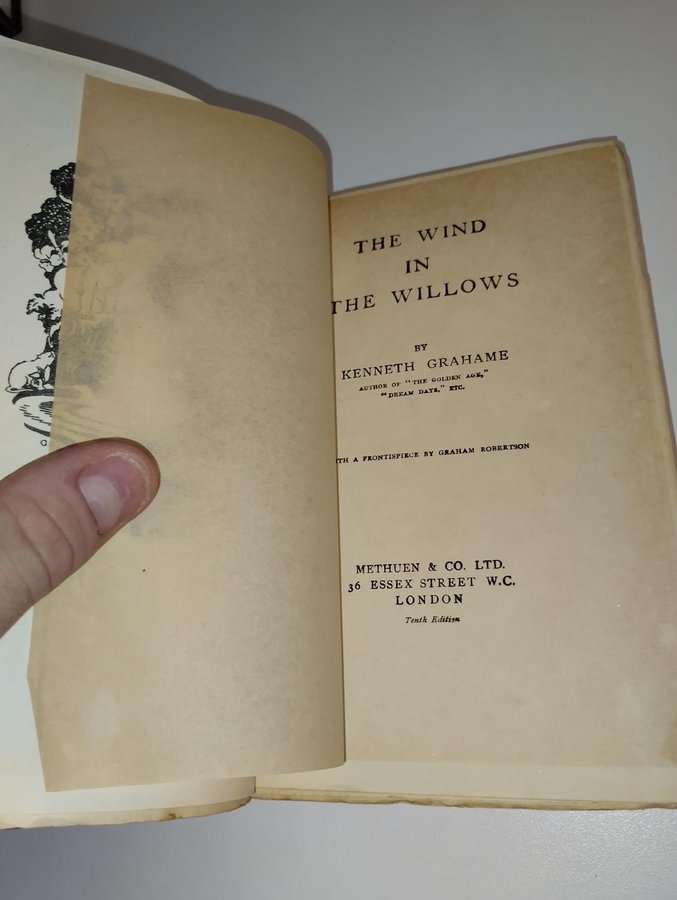 THE WIND
IN
THE WILLOWS
BY
KENNETH GRAHAME
AUTHOR OF "THE GOLDEN AGE,"
"DREAM DAYS," ETC.
A FRONTISPIECE BY GRAHAM ROBERTSON
METHUEN & CO. LTD.
36 ESSEX STREET W.C.
LONDON
Tenth Edition